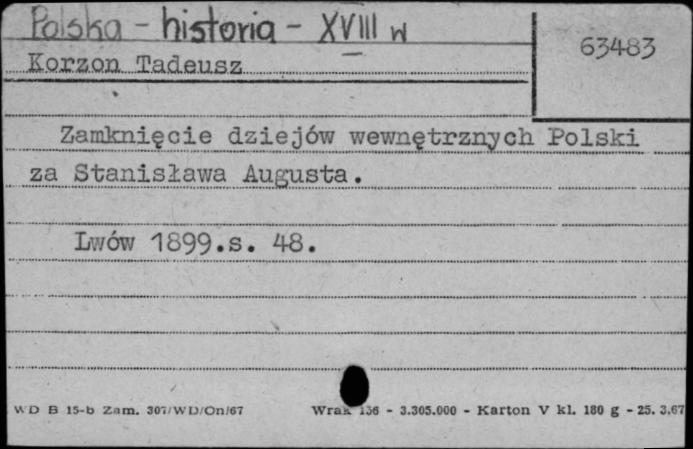 Polska - historia - XVIII w
63483
Korzon Tadeusz
Zamknięcie dziejów wewnętrznych Polski
za Stanisława Augusta.
Lwów 1899.s. 48.
WD B 15-b Zam. 307/WD/On/67 Wrak 136 - 3.305.000 - Karton V kl. 180 g - 25. 3.67